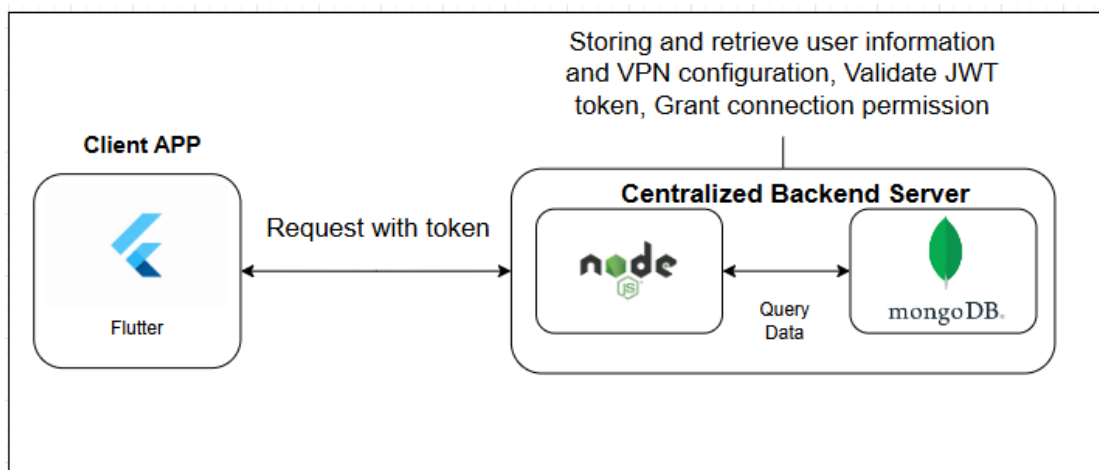 Storing and retrieve user information
and VPN configuration, Validate JWT
token, Grant connection permission
Client APP
Centralized Backend Server
Request with token
node
JS
mongoDB.
Flutter
Query
Data